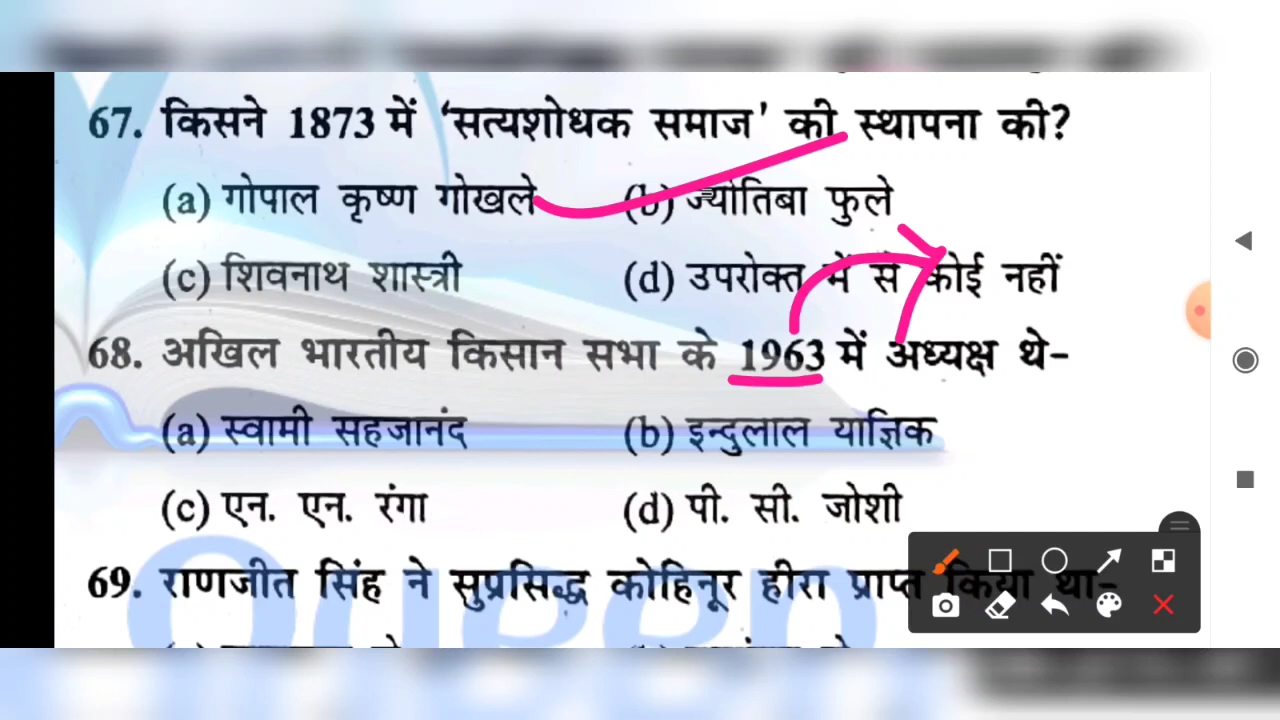 67. किसने 1873 में 'सत्यशोधक समाज' की स्थापना की?
(a) गोपाल कृष्ण गोखले (b) ज्योतिबा फुले
(c) शिवनाथ शास्त्री (d) उपरोक्त में से कोई नहीं
68. अखिल भारतीय किसान सभा के 1963 में अध्यक्ष थे-
(a) स्वामी सहजानंद (b) इन्दुलाल याज्ञिक
(c) एन. एन. रंगा (d) पी. सी. जोशी
69. राणजीत सिंह ने सुप्रसिद्ध कोहिनूर हीरा प्राप्त किया था-
Queen